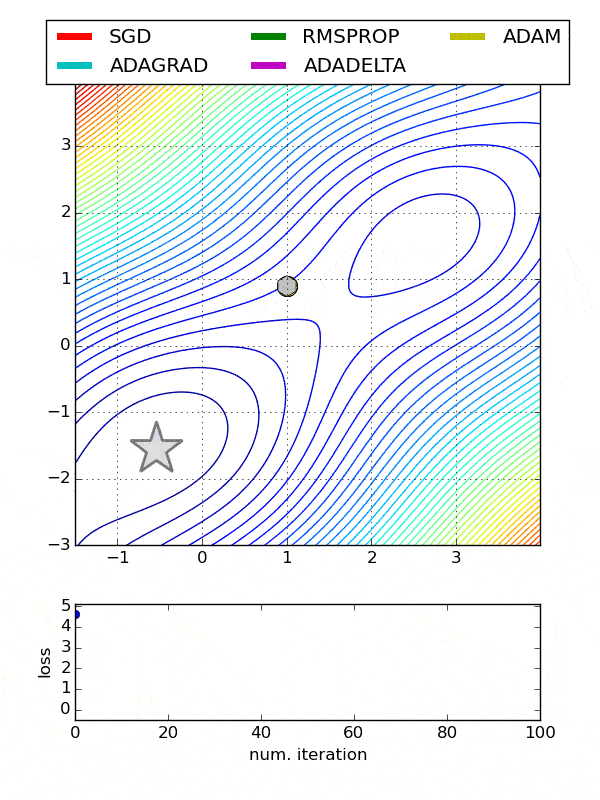 SGD RMSPROP ADAM
ADAGRAD ADADELTA
3
2
1
0
−1
−2
−3
−1 0 1 2 3
5
4
3
2
1
0
loss
0 20 40 60 80 100
num. iteration